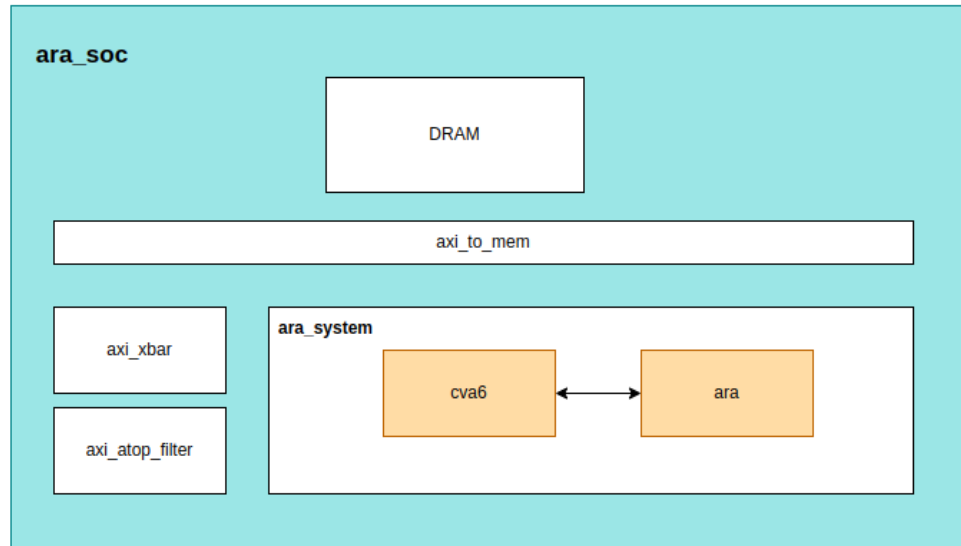 ara_soc
DRAM
axi_to_mem
axi_xbar
ara_system
cva6
ara
axi_atop_filter